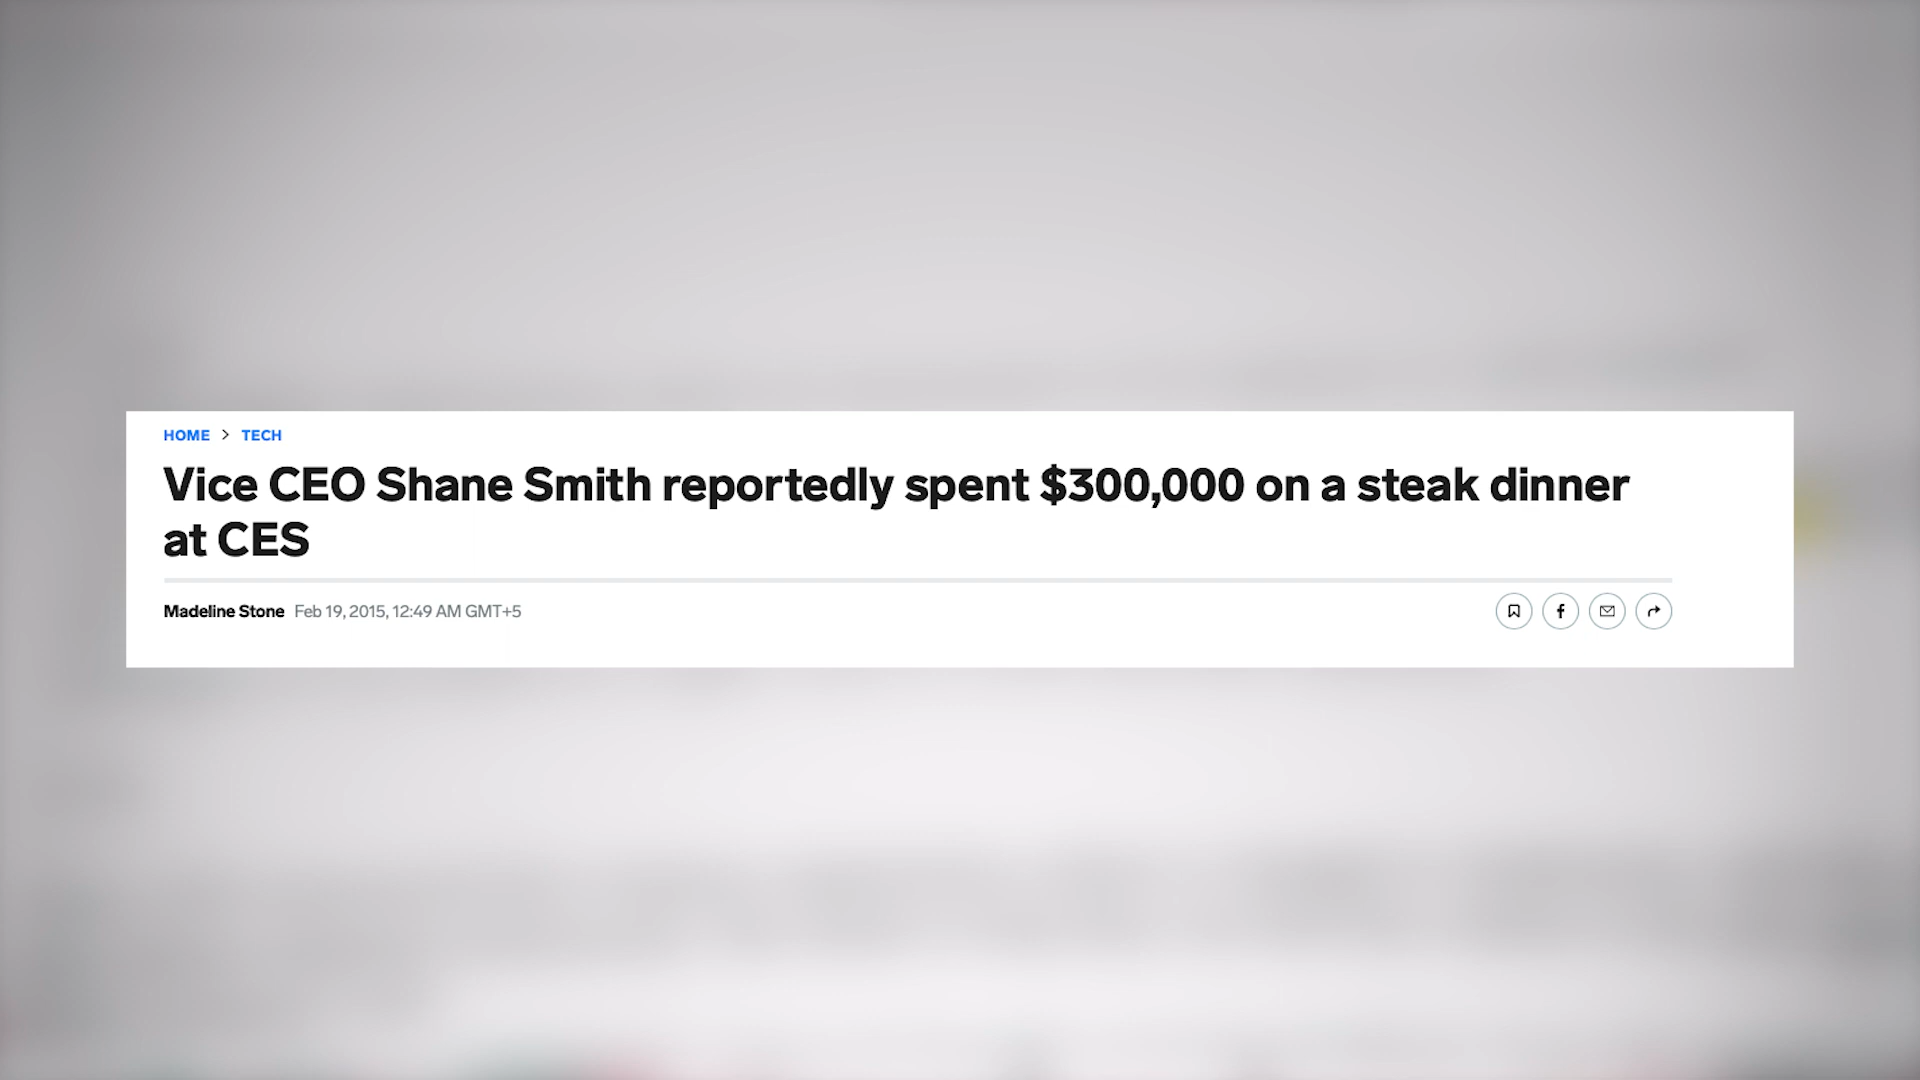 HOME > TECH
Vice CEO Shane Smith reportedly spent $300,000 on a steak dinner
at CES
Madeline Stone Feb 19, 2015, 12:49 AM GMT+5